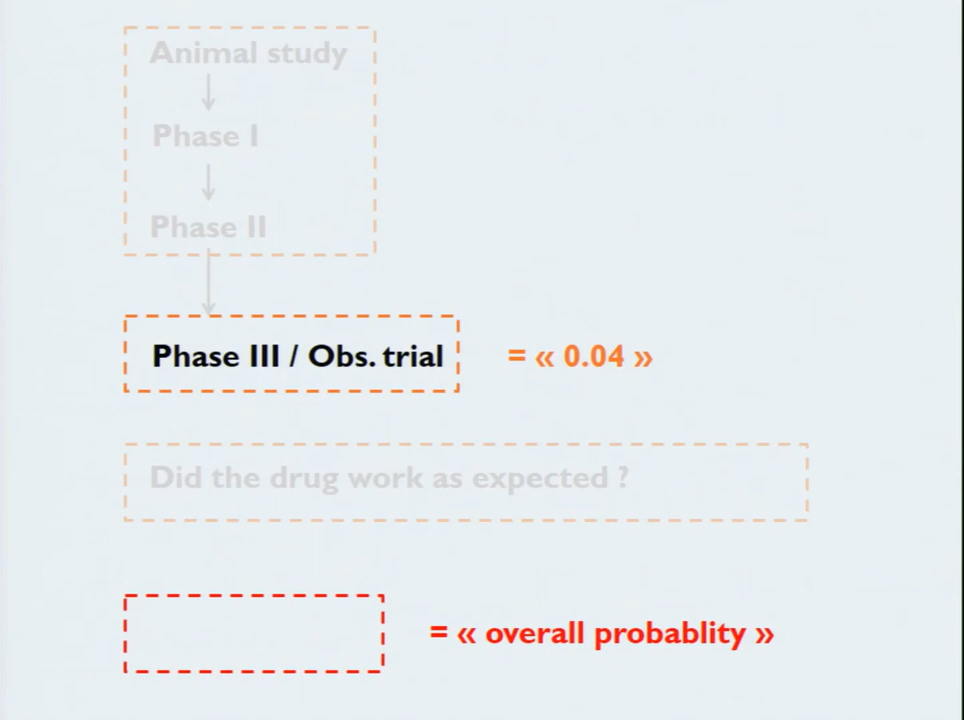 Animal study
Phase I
Phase II
Phase III / Obs. trial = « 0.04 »
Did the drug work as expected ?
= « overall probablity »